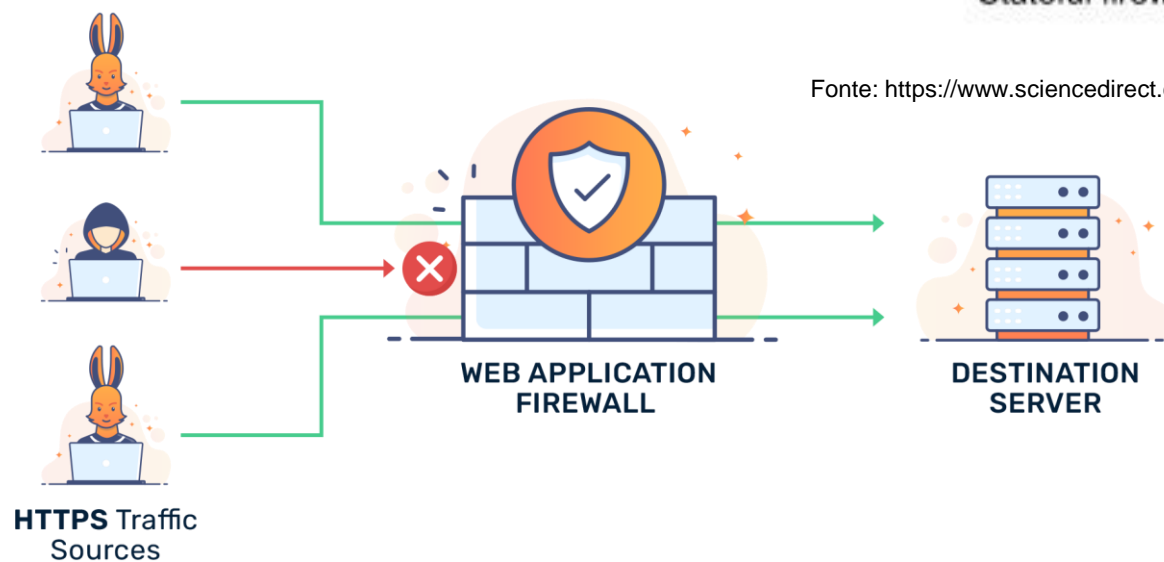 Fonte: https://www.sciencedirect.
WEB APPLICATION
FIREWALL
DESTINATION
SERVER
HTTPS Traffic
Sources